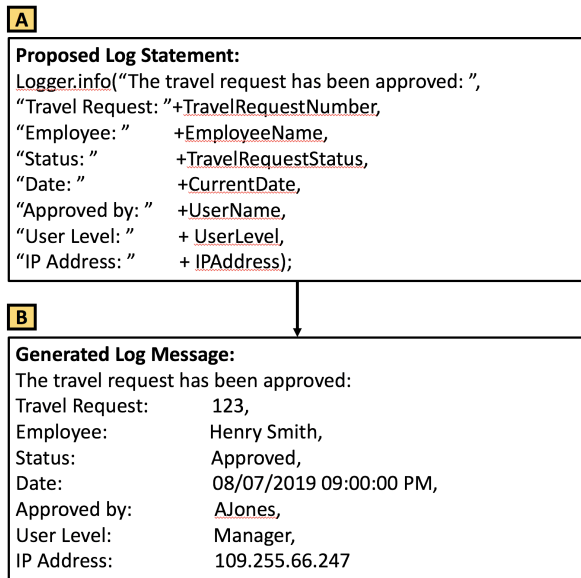 A
Proposed Log Statement:
Logger.info(“The travel request has been approved: ”,
“Travel Request: ”+TravelRequestNumber,
“Employee: ” +EmployeeName,
“Status: ” +TravelRequestStatus,
“Date: ” +CurrentDate,
“Approved by: ” +UserName,
“User Level: ” + UserLevel,
“IP Address: ” + IPAddress);
B
Generated Log Message:
The travel request has been approved:
Travel Request: 123,
Employee: Henry Smith,
Status: Approved,
Date: 08/07/2019 09:00:00 PM,
Approved by: AJones,
User Level: Manager,
IP Address: 109.255.66.247